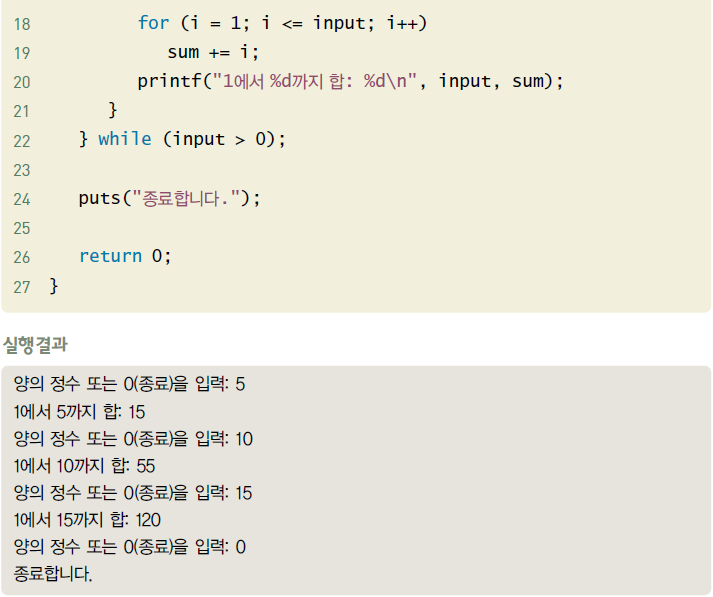 18 for (i = 1; i <= input; i++)
19 sum += i;
20 printf("1에서 %d까지 합: %d\n", input, sum);
21 }
22 } while (input > 0);
23
24 puts("종료합니다.");
25
26 return 0;
27 }
실행결과
양의 정수 또는 0(종료)을 입력: 5
1에서 5까지 합: 15
양의 정수 또는 0(종료)을 입력: 10
1에서 10까지 합: 55
양의 정수 또는 0(종료)을 입력: 15
1에서 15까지 합: 120
양의 정수 또는 0(종료)을 입력: 0
종료합니다.